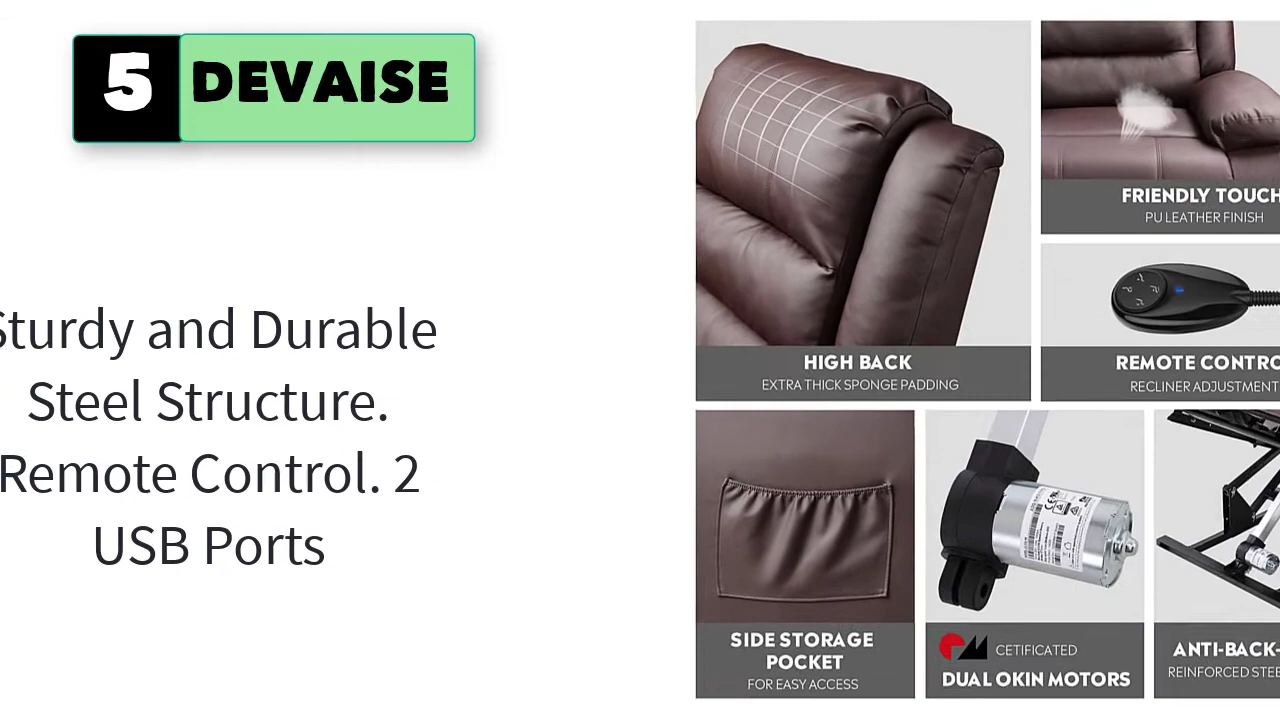 5 DEVAISE
Sturdy and Durable
Steel Structure.
Remote Control. 2
USB Ports
HIGH BACK
EXTRA THICK SPONGE PADDING
FRIENDLY TOUCH
PU LEATHER FINISH
REMOTE CONTRO
RECLINER ADJUSTMENT
SIDE STORAGE
POCKET
FOR EASY ACCESS
CETIFICATED
DUAL OKIN MOTORS
ANTI-BACK-
REINFORCED STEE